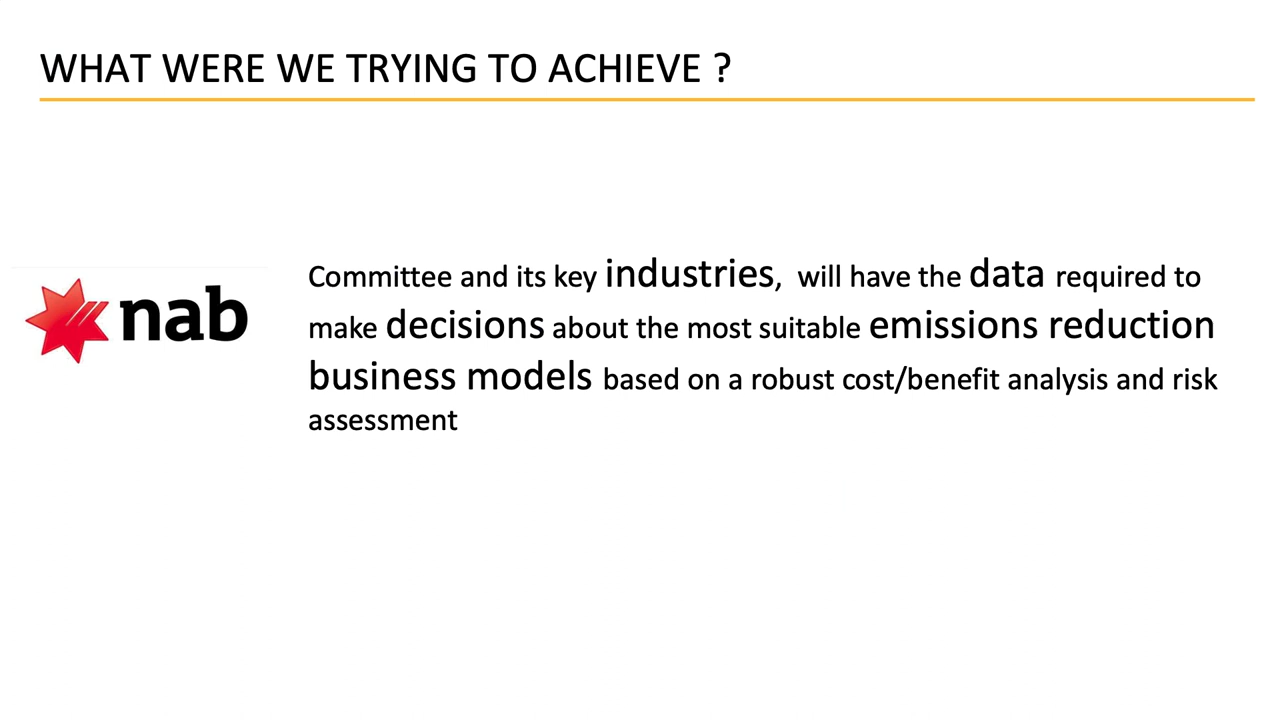 WHAT WERE WE TRYING TO ACHIEVE ?
nab
Committee and its key industries,  will have the data required to
make decisions about the most suitable emissions reduction
business models based on a robust cost/benefit analysis and risk
assessment